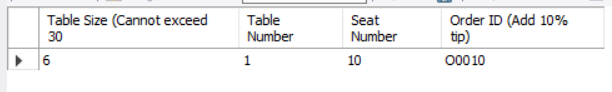 Table Size (Cannot exceed 30
Table Number
Seat Number
Order ID (Add 10% tip)
6
1
10
O0010